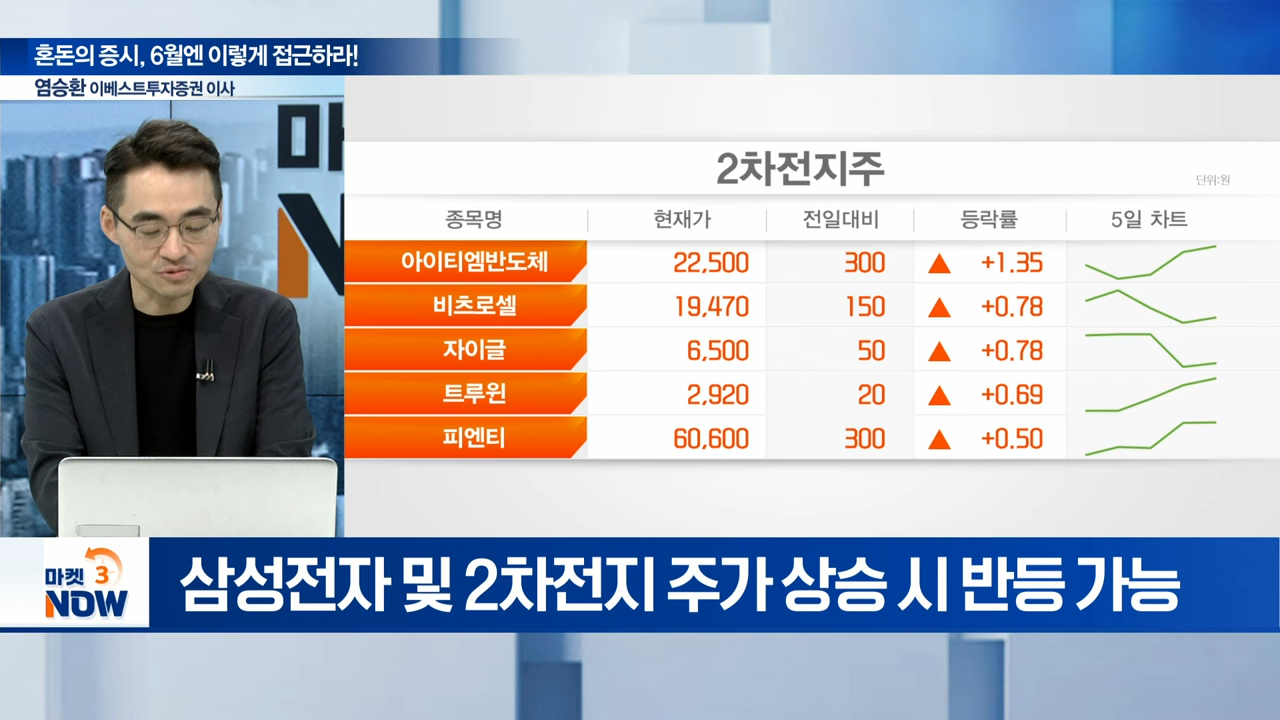 혼돈의 증시, 6월엔 이렇게 접근하라!
염승환 이베스트투자증권 이사
마
N
2차전지주
단위:원
종목명 현재가 전일대비 등락률 5일 차트
아이티엠반도체 22,500 300 ▲ +1.35
비츠로셀 19,470 150 ▲ +0.78
자이글 6,500 50 ▲ +0.78
트루윈 2,920 20 ▲ +0.69
피엔티 60,600 300 ▲ +0.50
마켓 3
NOW
삼성전자 및 2차전지 주가 상승 시 반등 가능